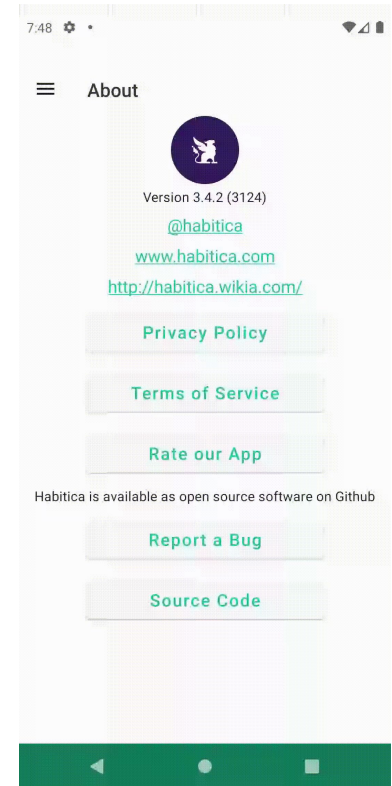 7:48
About
Version 3.4.2 (3124)
@habitica
www.habitica.com
http://habitica.wikia.com/
Privacy Policy
Terms of Service
Rate our App
Habitica is available as open source software on Github
Report a Bug
Source Code